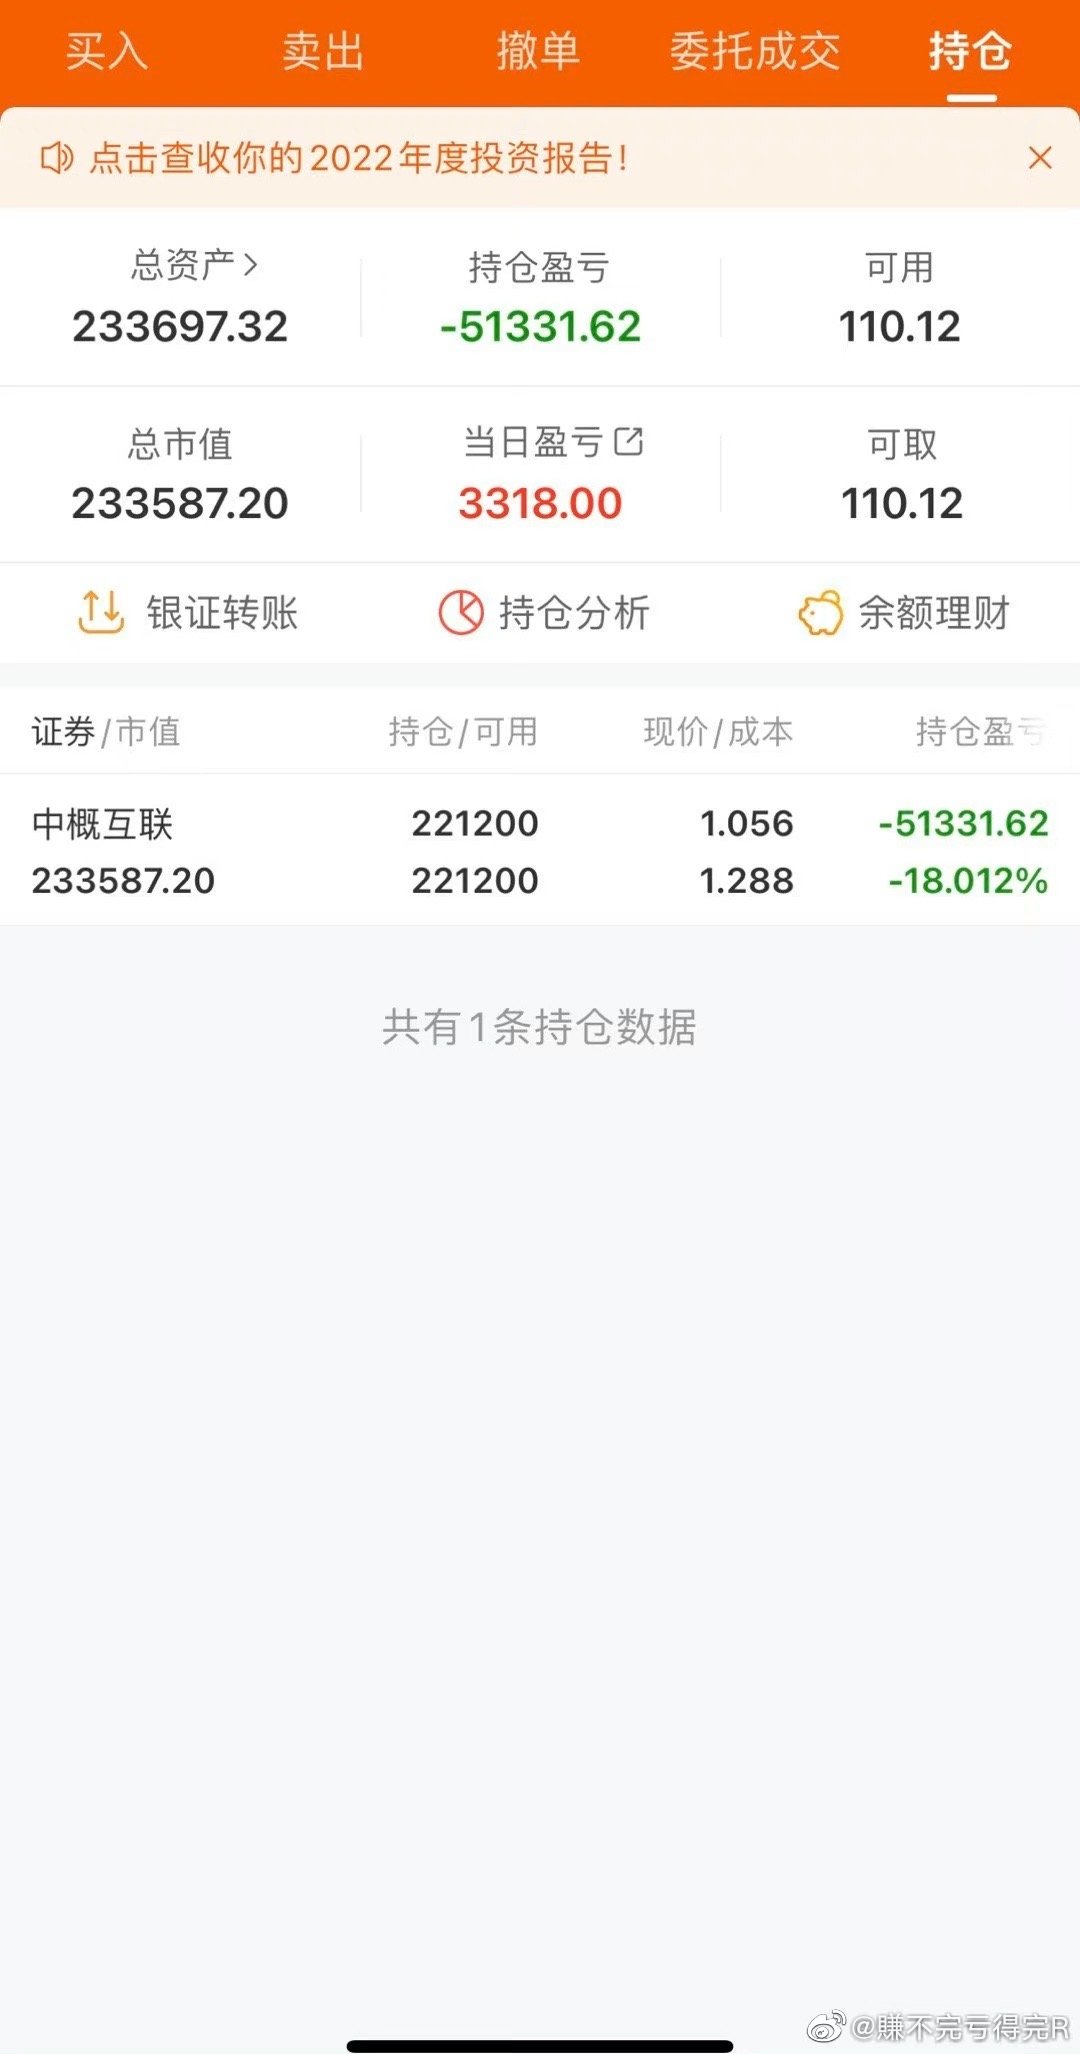 买入 卖出 撤单 委托成交 持仓
点击查收你的2022年度投资报告!
总资产 持仓盈亏 可用
233697.32 -51331.62 110.12
总市值 当日盈亏 可取
233587.20 3318.00 110.12
银证转账 持仓分析 余额理财
证券/市值 持仓/可用 现价/成本 持仓盈亏
中概互联 221200 1.056 -51331.62
233587.20 221200 1.288 -18.012%
共有1条持仓数据
@賺不完亏得完R